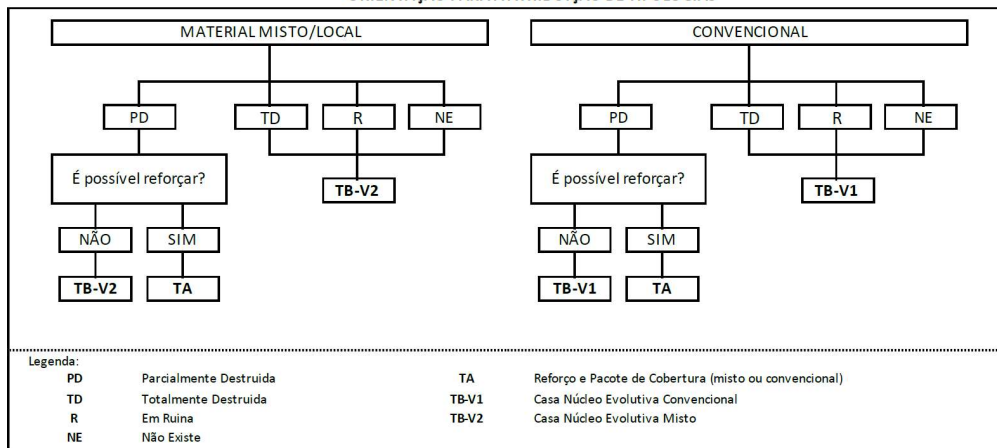 MATERIAL MISTO/LOCAL
CONVENCIONAL
PD TD R NE
PD TD R NE
É possível reforçar?
TB-V2
É possível reforçar?
TB-V1
NÃO SIM
NÃO SIM
TB-V2 TA
TB-V1 TA
Legenda:
PD Parcialmente Destruida TA Reforço e Pacote de Cobertura (misto ou convencional)
TD Totalmente Destruida TB-V1 Casa Núcleo Evolutiva Convencional
R Em Ruina TB-V2 Casa Núcleo Evolutiva Misto
NE Não Existe